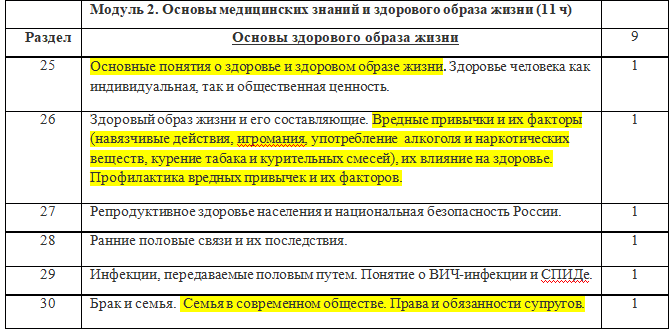 Модуль 2. Основы медицинских знаний и здорового образа жизни (11 ч)
Раздел Основы здорового образа жизни 9
25 Основные понятия о здоровье и здоровом образе жизни. Здоровье человека как 1
индивидуальная, так и общественная ценность.
26 Здоровый образ жизни и его составляющие. Вредные привычки и их факторы 1
(навязчивые действия, игромания, употребление алкоголя и наркотических
веществ, курение табака и курительных смесей), их влияние на здоровье.
Профилактика вредных привычек и их факторов.
27 Репродуктивное здоровье населения и национальная безопасность России. 1
28 Ранние половые связи и их последствия. 1
29 Инфекции, передаваемые половым путем. Понятие о ВИЧ-инфекции и СПИДе. 1
30 Брак и семья. Семья в современном обществе. Права и обязанности супругов. 1